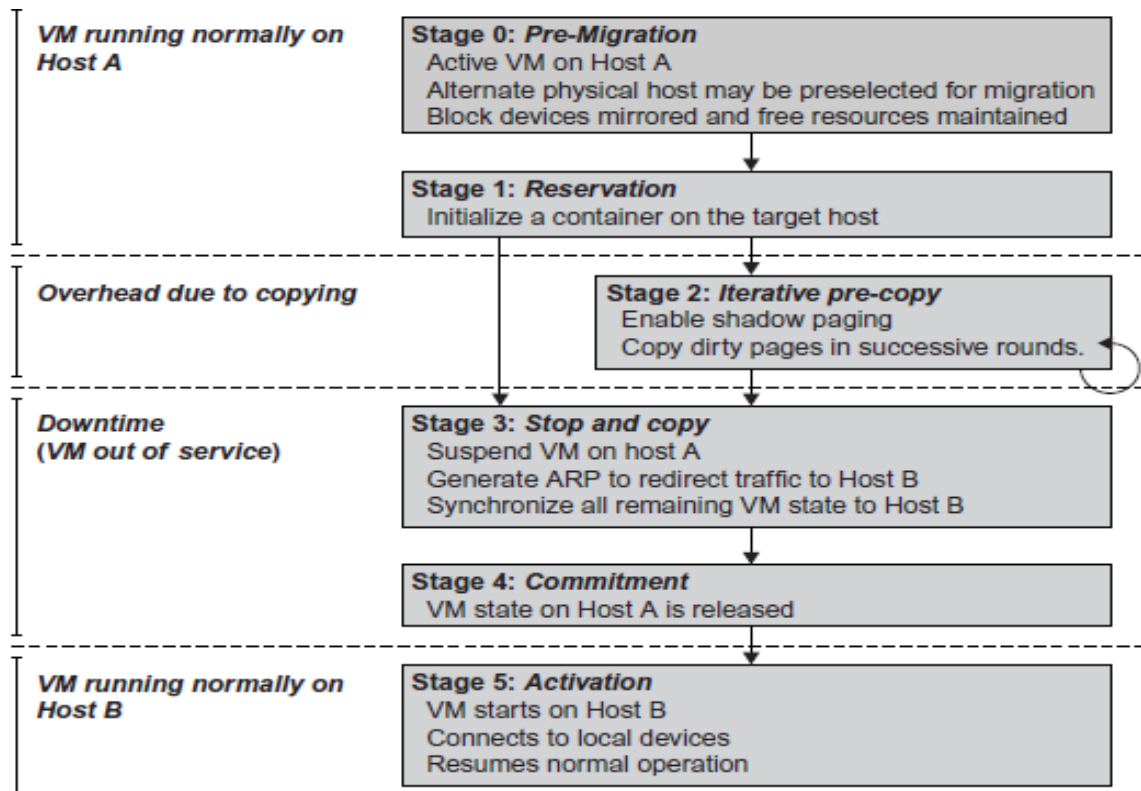 VM running normally on
Host A
Stage 0: Pre-Migration
Active VM on Host A
Alternate physical host may be preselected for migration
Block devices mirrored and free resources maintained
Stage 1: Reservation
Initialize a container on the target host
Overhead due to copying
Stage 2: Iterative pre-copy
Enable shadow paging
Copy dirty pages in successive rounds.
Downtime
(VM out of service)
Stage 3: Stop and copy
Suspend VM on host A
Generate ARP to redirect traffic to Host B
Synchronize all remaining VM state to Host B
Stage 4: Commitment
VM state on Host A is released
VM running normally on
Host B
Stage 5: Activation
VM starts on Host B
Connects to local devices
Resumes normal operation